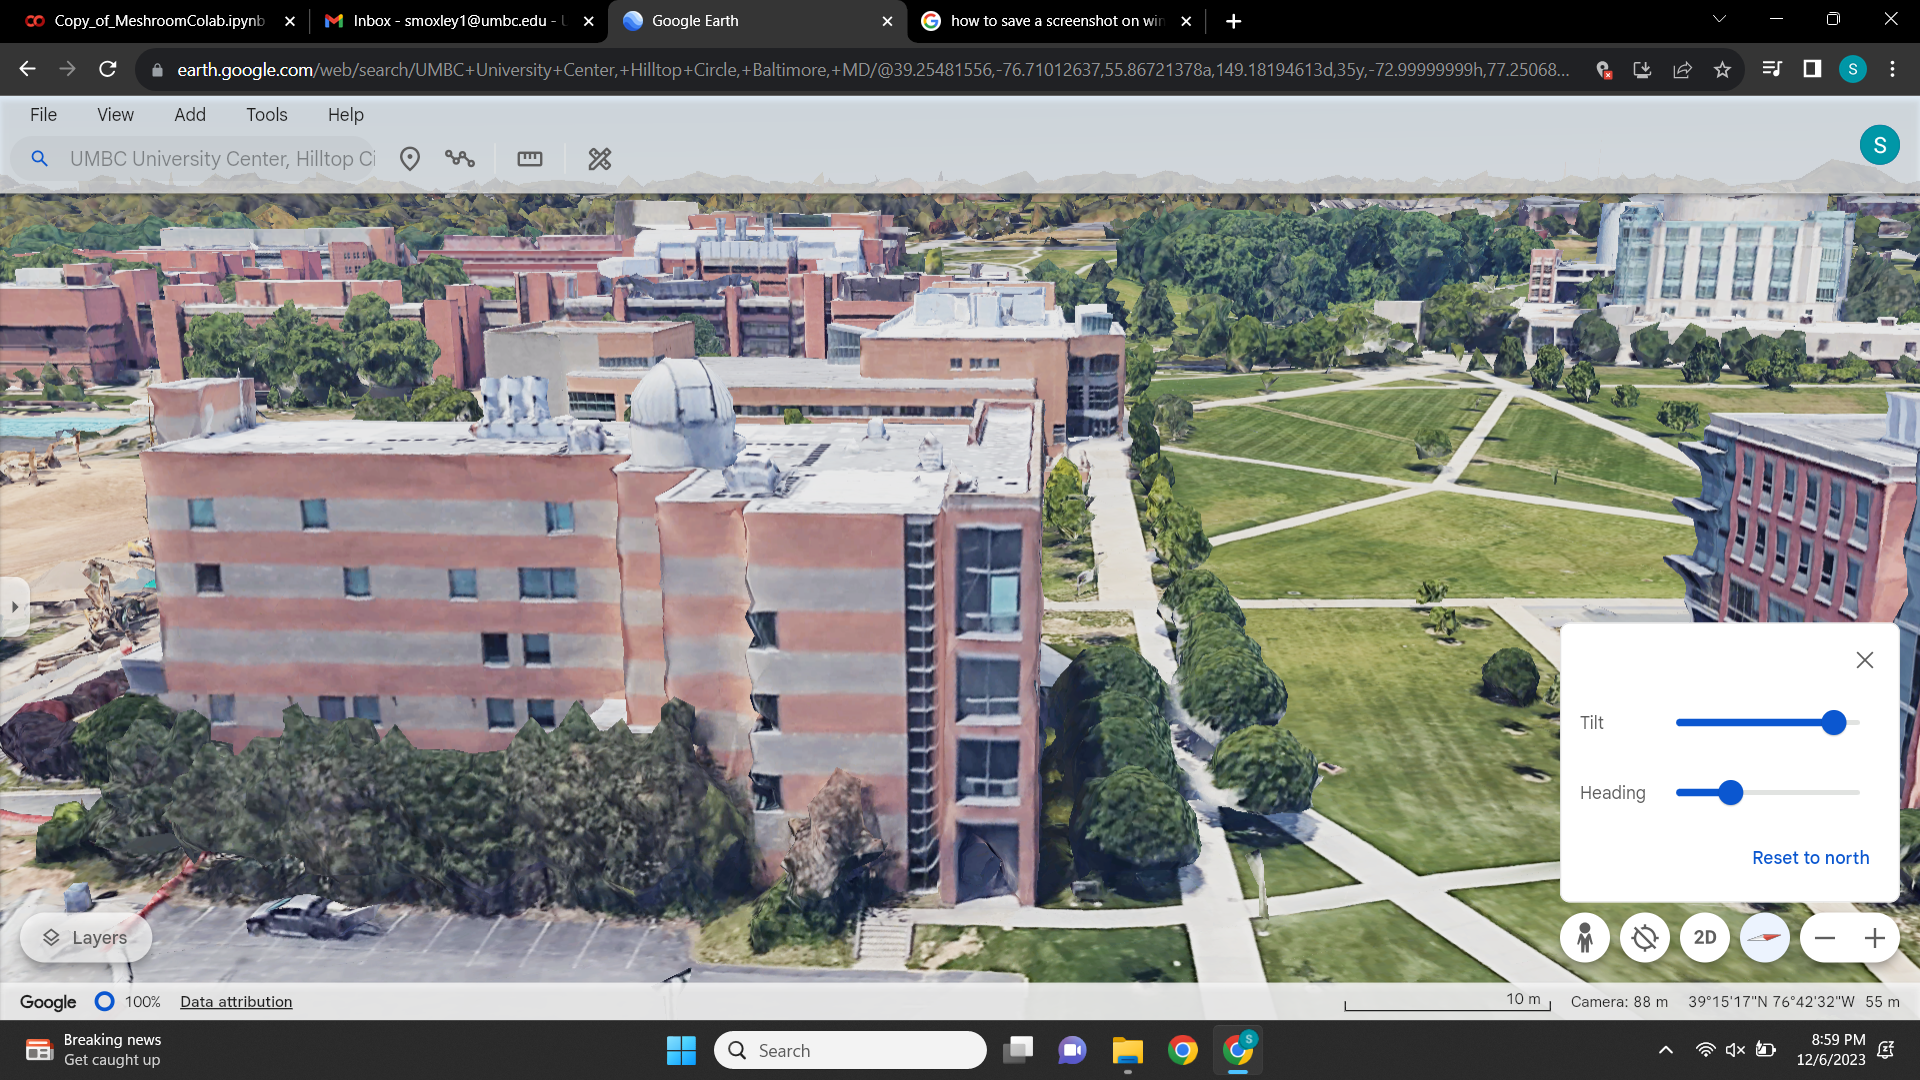 Copy_of_MeshroomColab.ipynb
Inbox - smoxley1@umbc.edu - U
Google Earth
how to save a screenshot on win
earth.google.com/web/search/UMBC+University+Center,+Hilltop+Circle,+Baltimore,+MD/@39.25481556,-76.71012637,55.86721378a,149.18194613d,35y,-72.99999999h,77.25068...
S
File View Add Tools Help
UMBC University Center, Hilltop Ci
S
Tilt
Heading
Reset to north
Layers
2D
Google 100% Data attribution
10 m
Camera: 88 m 39°15'17"N 76°42'32"W 55 m
Breaking news
Get caught up
Search
S
8:59 PM
12/6/2023